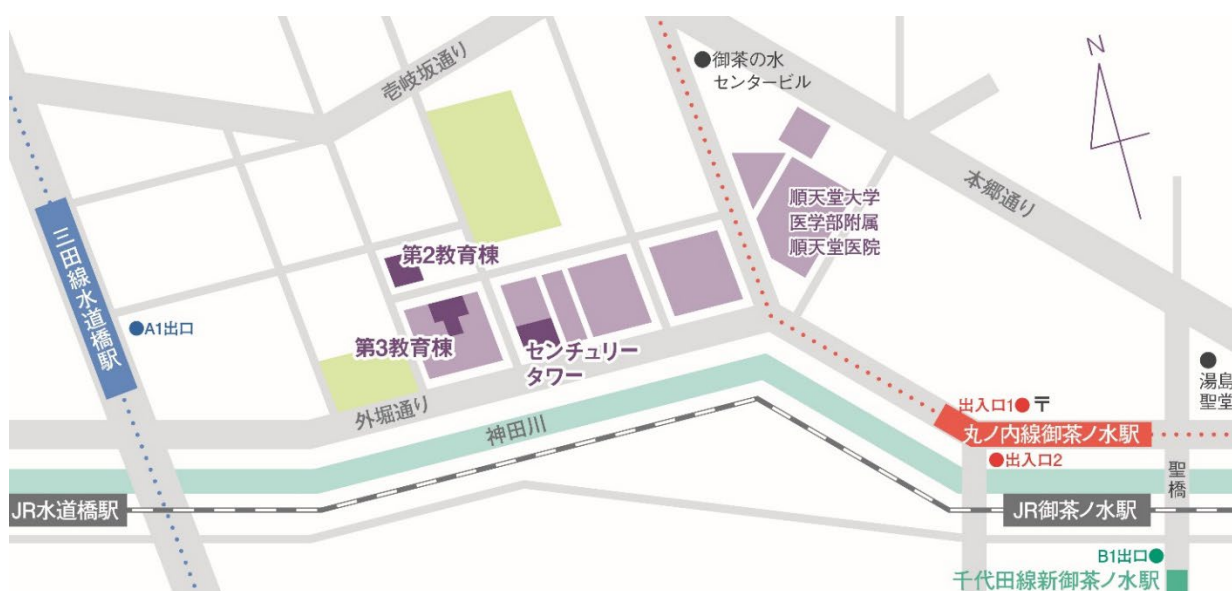 壱岐坂通り
●御茶の水
センタービル
N
本郷通り
順天堂大学
医学部附属
順天堂医院
第2教育棟
三田線水道橋駅
●A1出口
第3教育棟
センチュリー
タワー
外堀通り
神田川
●
湯島
聖堂
出入口1●〒
丸ノ内線御茶ノ水駅
●出入口2
聖橋
JR水道橋駅
JR御茶ノ水駅
B1出口●
千代田線新御茶ノ水駅